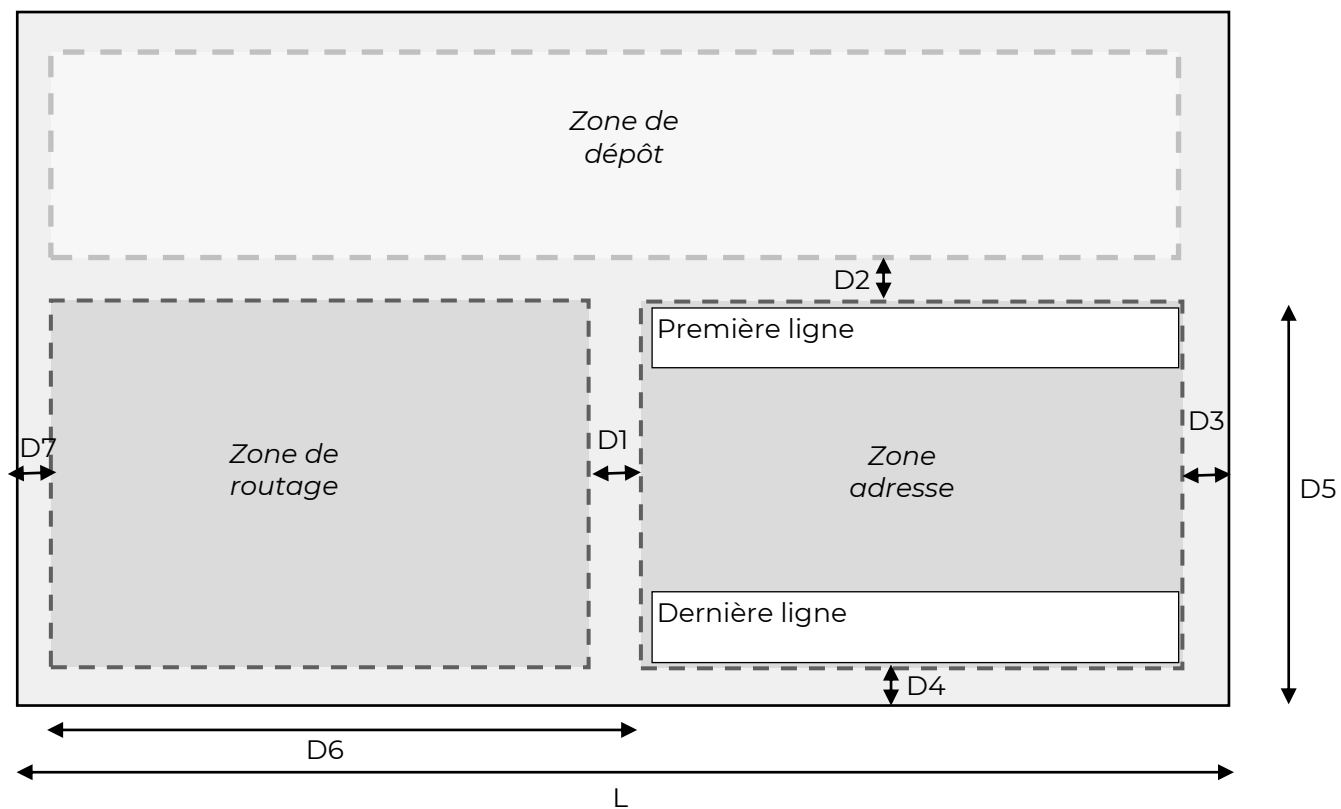 Zone de
dépôt
D2
Première ligne
D7
Zone de
routage
D1
Zone
adresse
D3
D5
Dernière ligne
D4
D6
L